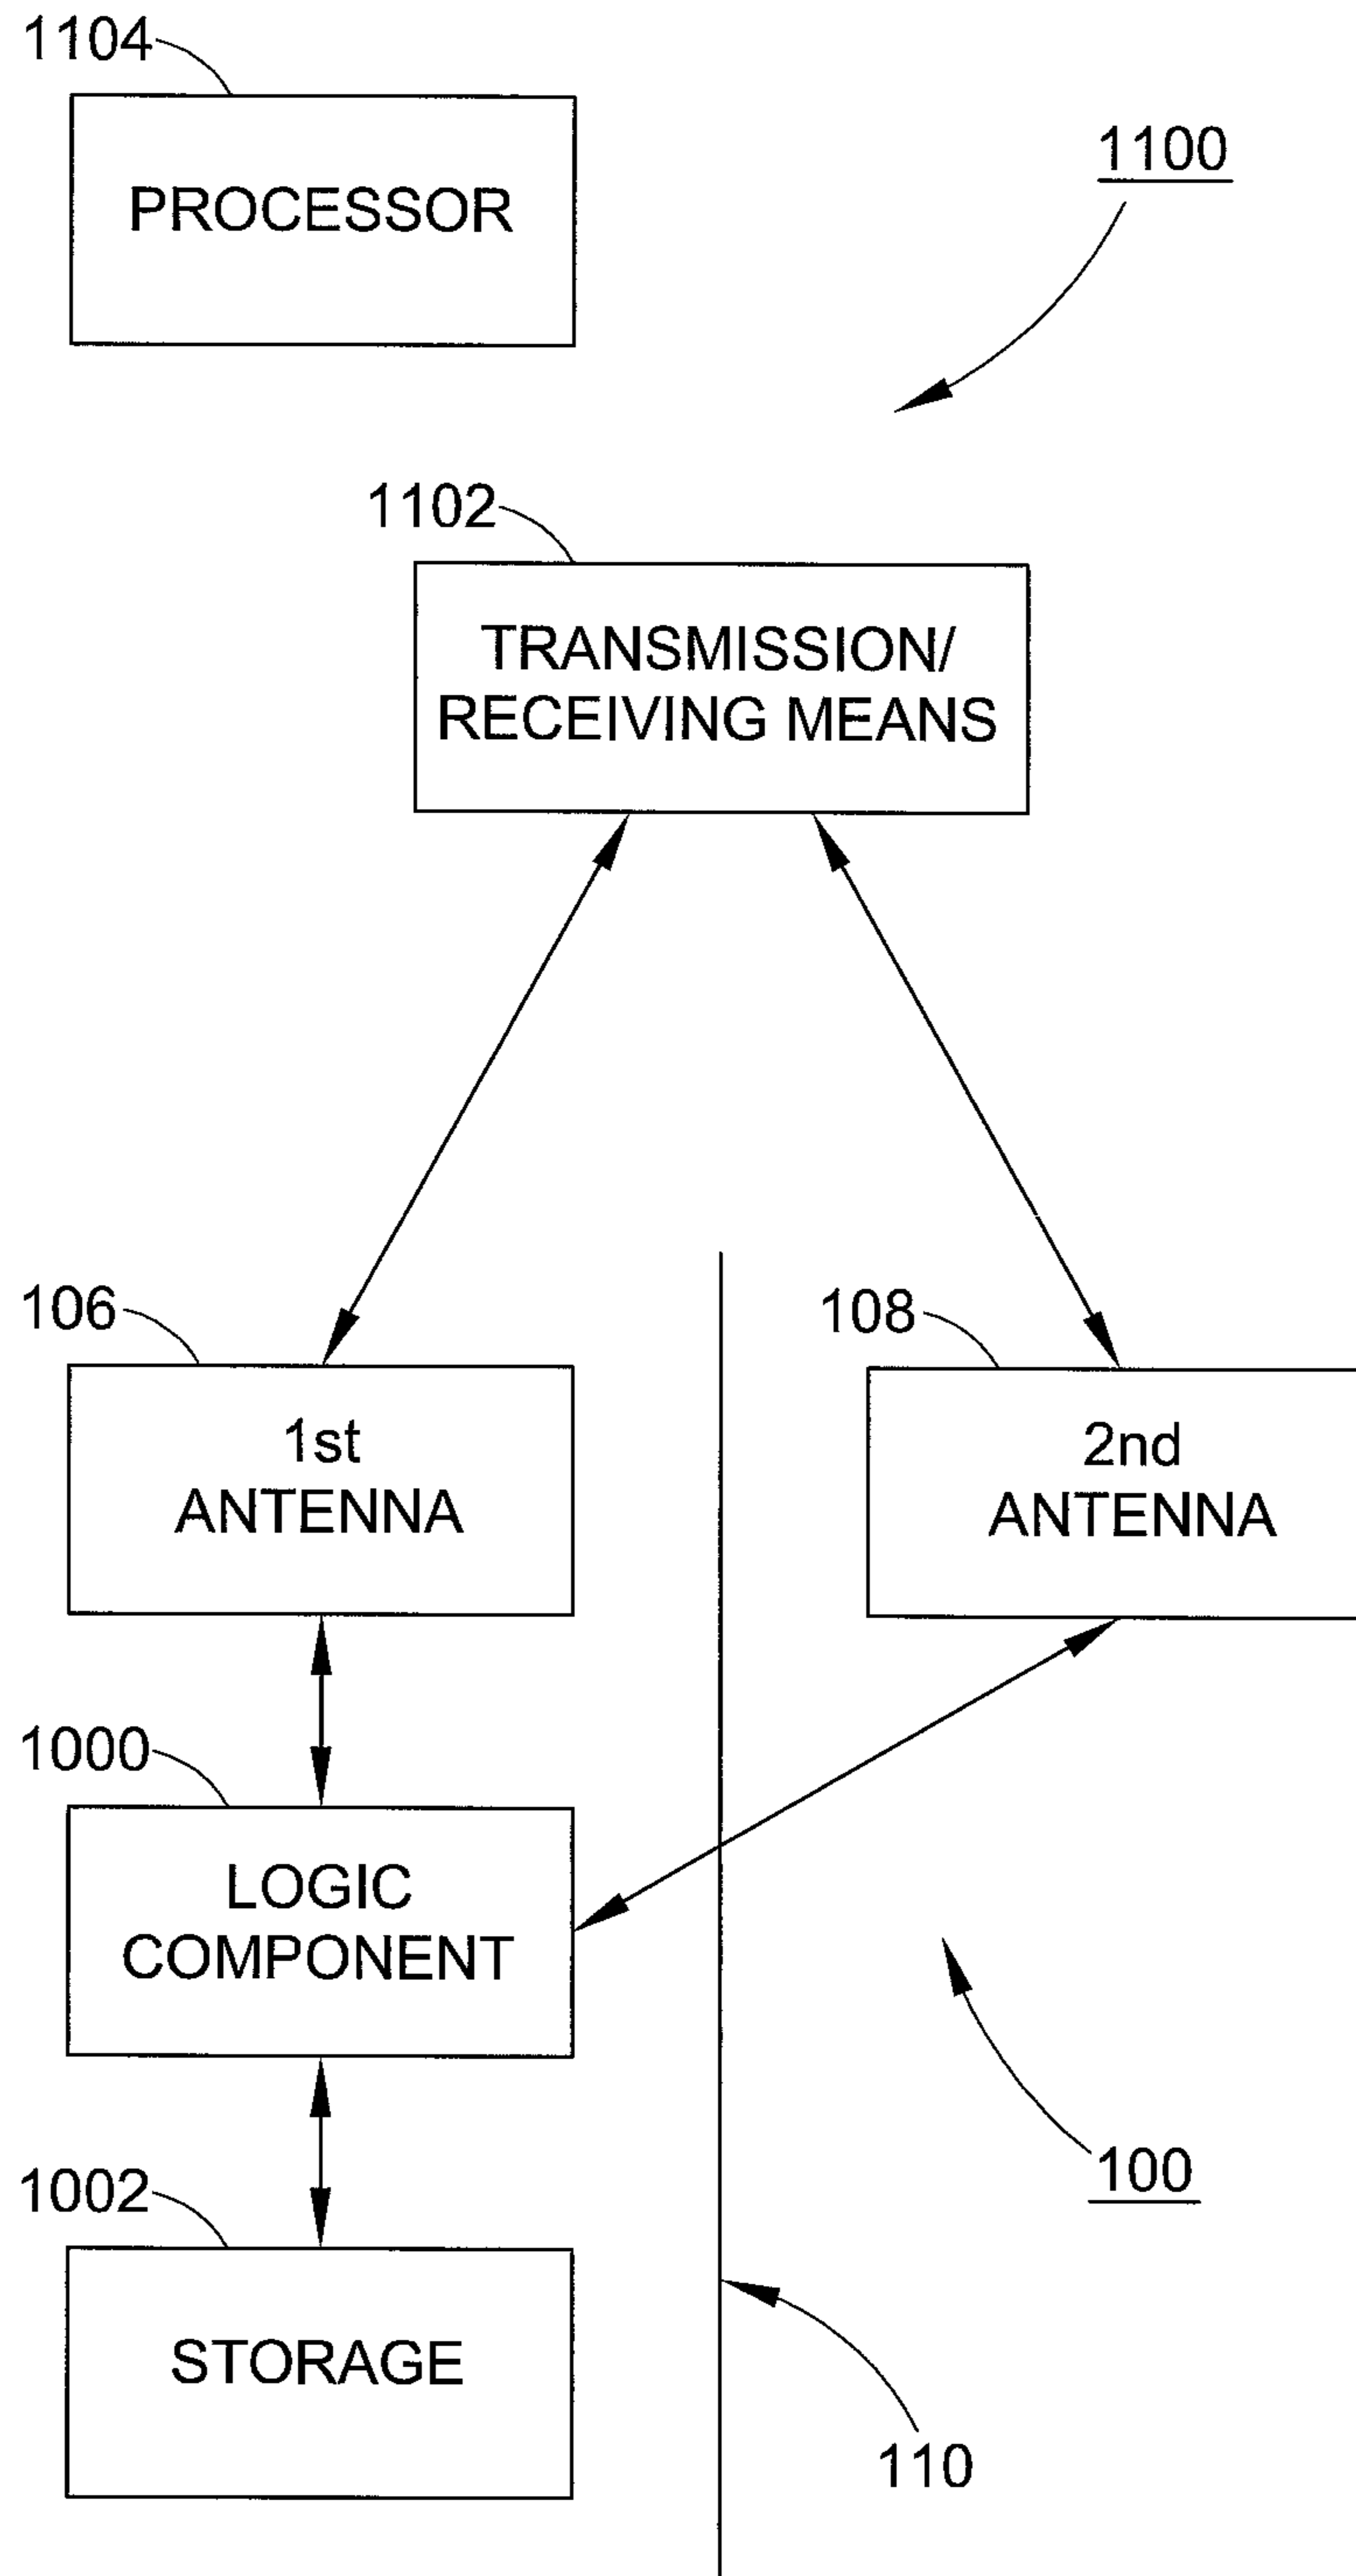 1104
PROCESSOR
1100
1102
TRANSMISSION/
RECEIVING MEANS
106
1st
ANTENNA
108
2nd
ANTENNA
1000
LOGIC
COMPONENT
100
1002
STORAGE
110